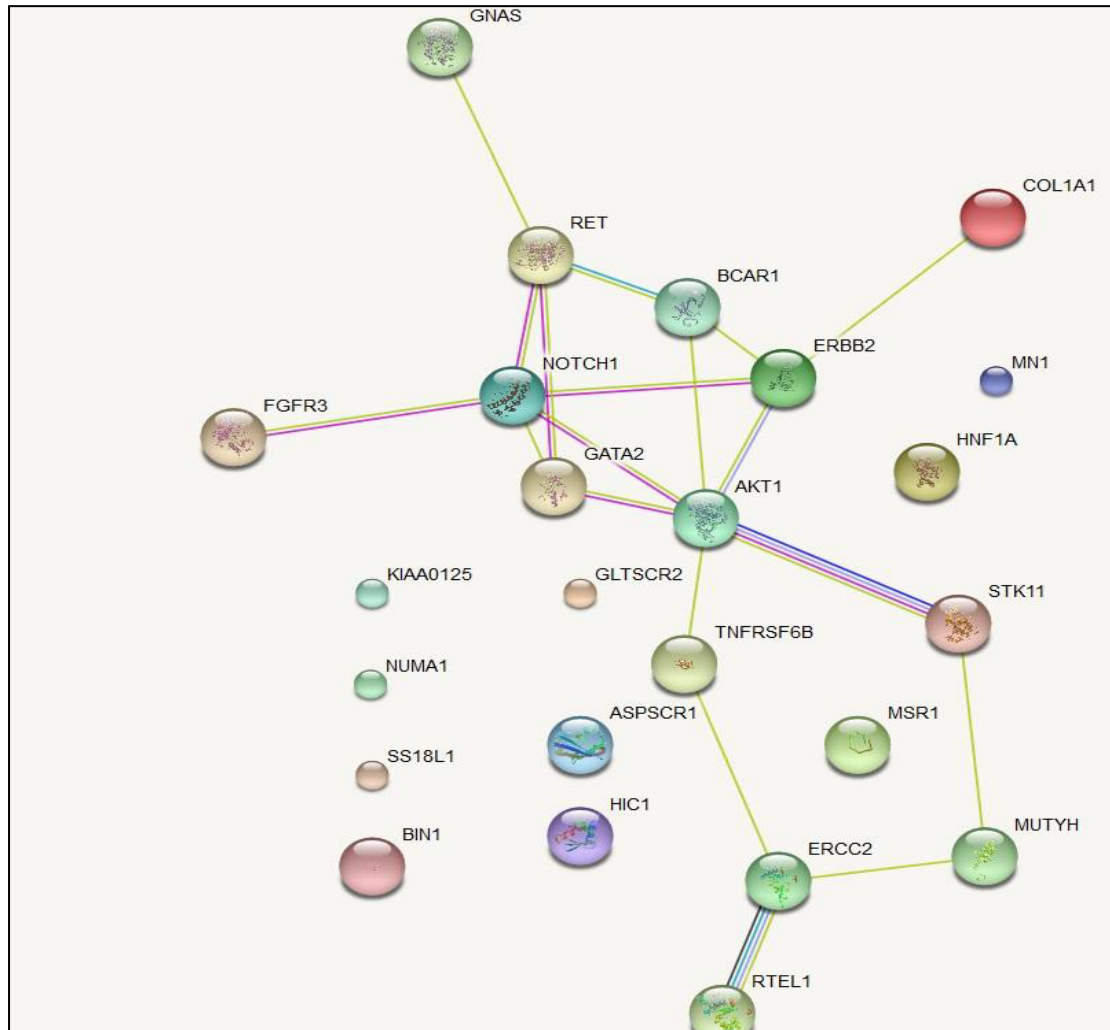 GNAS
COL1A1
RET
BCAR1
ERBB2
NOTCH1
MN1
FGFR3
GATA2
HNF1A
AKT1
KIAA0125
GLTSCR2
STK11
TNFRSF6B
NUMA1
ASPSCR1
MSR1
SS18L1
HIC1
BIN1
MUTYH
ERCC2
RTEL1